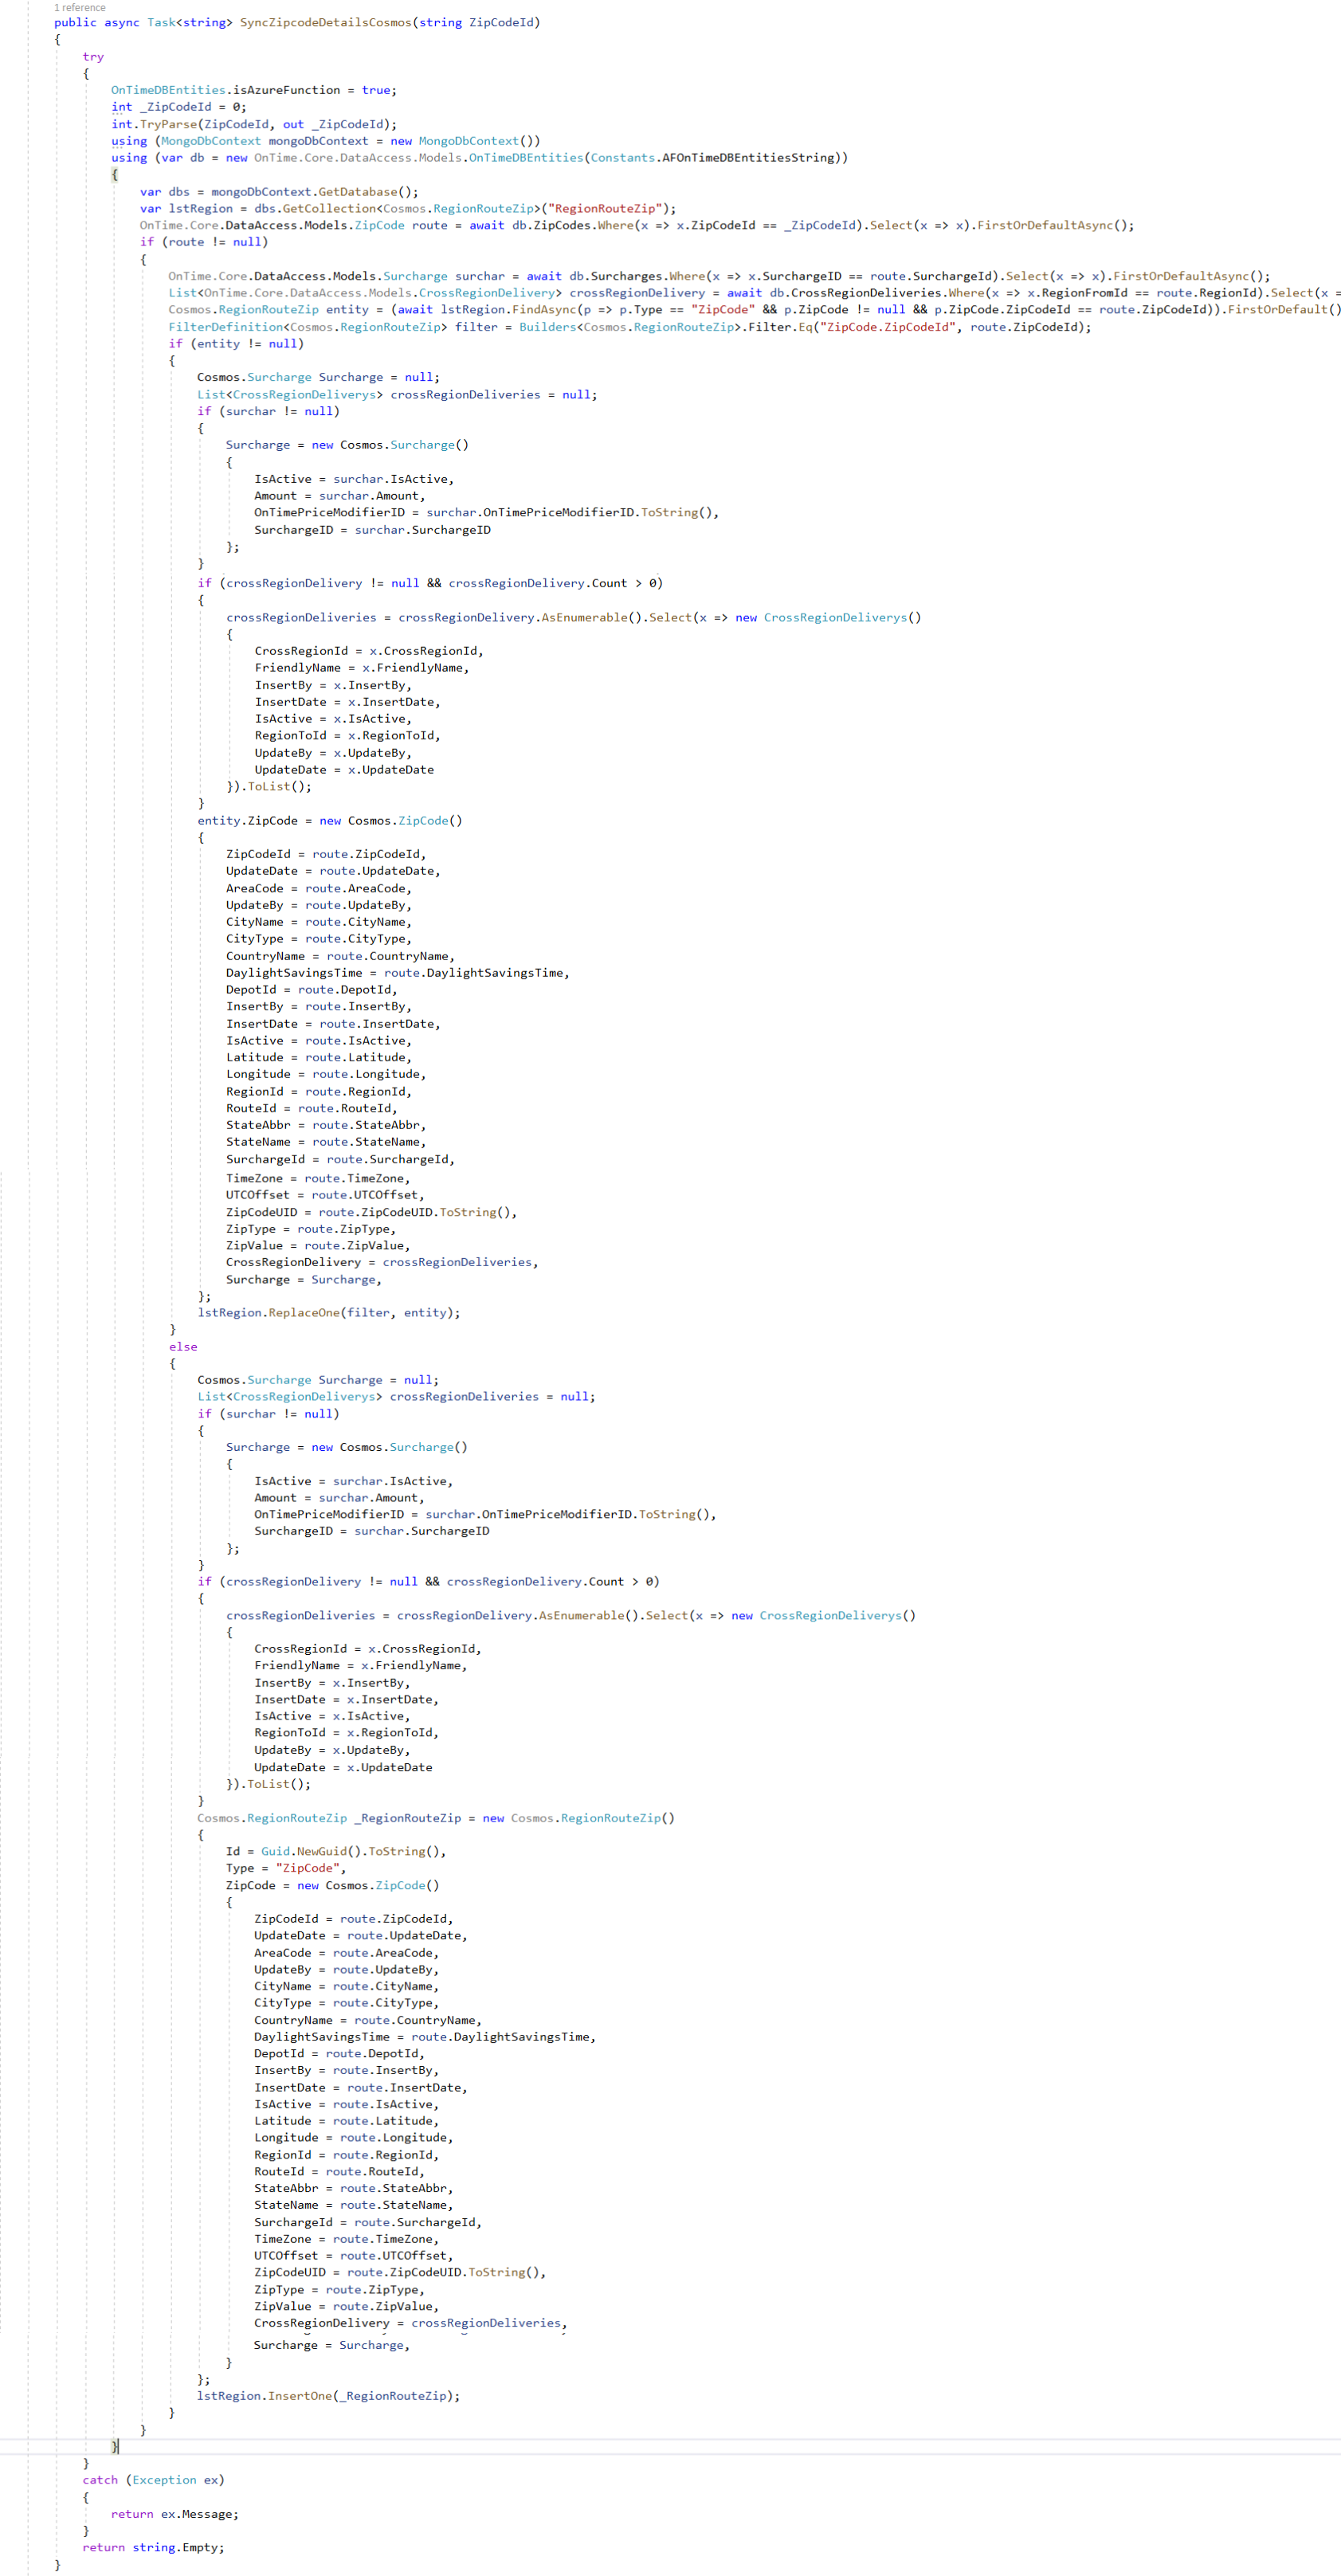 1 reference
public async Task<string> SyncZipcodeDetailsCosmos(string ZipCodeId)
{
try
{
OnTimeDBEntities.isAzureFunction = true;
int _ZipCodeId = 0;
int.TryParse(ZipCodeId, out _ZipCodeId);
using (MongoDbContext mongoDbContext = new MongoDbContext())
using (var db = new OnTime.Core.DataAccess.Models.OnTimeDBEntities(Constants.AFOnTimeDBEntitiesString))
{
var dbs = mongoDbContext.GetDatabase();
var lstRegion = dbs.GetCollection<Cosmos.RegionRouteZip>("RegionRouteZip");
OnTime.Core.DataAccess.Models.ZipCode route = await db.ZipCodes.Where(x => x.ZipCodeId == _ZipCodeId).Select(x => x).FirstOrDefaultAsync();
if (route != null)
{
OnTime.Core.DataAccess.Models.Surcharge surchar = await db.Surcharges.Where(x => x.SurchargeID == route.SurchargeId).Select(x => x).FirstOrDefaultAsync();
List<OnTime.Core.DataAccess.Models.CrossRegionDelivery> crossRegionDelivery = await db.CrossRegionDeliveries.Where(x => x.RegionFromId == route.RegionId).Select(x =
Cosmos.RegionRouteZip entity = (await lstRegion.FindAsync(p => p.Type == "ZipCode" && p.ZipCode != null && p.ZipCode.ZipCodeId == route.ZipCodeId)).FirstOrDefault()
FilterDefinition<Cosmos.RegionRouteZip> filter = Builders<Cosmos.RegionRouteZip>.Filter.Eq("ZipCode.ZipCodeId", route.ZipCodeId);
if (entity != null)
{
Cosmos.Surcharge Surcharge = null;
List<CrossRegionDeliverys> crossRegionDeliveries = null;
if (surchar != null)
{
Surcharge = new Cosmos.Surcharge()
{
IsActive = surchar.IsActive,
Amount = surchar.Amount,
OnTimePriceModifierID = surchar.OnTimePriceModifierID.ToString(),
SurchargeID = surchar.SurchargeID
};
}
if (crossRegionDelivery != null && crossRegionDelivery.Count > 0)
{
crossRegionDeliveries = crossRegionDelivery.AsEnumerable().Select(x => new CrossRegionDeliverys()
{
CrossRegionId = x.CrossRegionId,
FriendlyName = x.FriendlyName,
InsertBy = x.InsertBy,
InsertDate = x.InsertDate,
IsActive = x.IsActive,
RegionToId = x.RegionToId,
UpdateBy = x.UpdateBy,
UpdateDate = x.UpdateDate
}).ToList();
}
entity.ZipCode = new Cosmos.ZipCode()
{
ZipCodeId = route.ZipCodeId,
UpdateDate = route.UpdateDate,
AreaCode = route.AreaCode,
UpdateBy = route.UpdateBy,
CityName = route.CityName,
CityType = route.CityType,
CountryName = route.CountryName,
DaylightSavingsTime = route.DaylightSavingsTime,
DepotId = route.DepotId,
InsertBy = route.InsertBy,
InsertDate = route.InsertDate,
IsActive = route.IsActive,
Latitude = route.Latitude,
Longitude = route.Longitude,
RegionId = route.RegionId,
RouteId = route.RouteId,
StateAbbr = route.StateAbbr,
StateName = route.StateName,
SurchargeId = route.SurchargeId,
TimeZone = route.TimeZone,
UTCOffset = route.UTCOffset,
ZipCodeUID = route.ZipCodeUID.ToString(),
ZipType = route.ZipType,
ZipValue = route.ZipValue,
CrossRegionDelivery = crossRegionDeliveries,
Surcharge = Surcharge,
};
lstRegion.ReplaceOne(filter, entity);
}
else
{
Cosmos.Surcharge Surcharge = null;
List<CrossRegionDeliverys> crossRegionDeliveries = null;
if (surchar != null)
{
Surcharge = new Cosmos.Surcharge()
{
IsActive = surchar.IsActive,
Amount = surchar.Amount,
OnTimePriceModifierID = surchar.OnTimePriceModifierID.ToString(),
SurchargeID = surchar.SurchargeID
};
}
if (crossRegionDelivery != null && crossRegionDelivery.Count > 0)
{
crossRegionDeliveries = crossRegionDelivery.AsEnumerable().Select(x => new CrossRegionDeliverys()
{
CrossRegionId = x.CrossRegionId,
FriendlyName = x.FriendlyName,
InsertBy = x.InsertBy,
InsertDate = x.InsertDate,
IsActive = x.IsActive,
RegionToId = x.RegionToId,
UpdateBy = x.UpdateBy,
UpdateDate = x.UpdateDate
}).ToList();
}
Cosmos.RegionRouteZip _RegionRouteZip = new Cosmos.RegionRouteZip()
{
Id = Guid.NewGuid().ToString(),
Type = "ZipCode",
ZipCode = new Cosmos.ZipCode()
{
ZipCodeId = route.ZipCodeId,
UpdateDate = route.UpdateDate,
AreaCode = route.AreaCode,
UpdateBy = route.UpdateBy,
CityName = route.CityName,
CityType = route.CityType,
CountryName = route.CountryName,
DaylightSavingsTime = route.DaylightSavingsTime,
DepotId = route.DepotId,
InsertBy = route.InsertBy,
InsertDate = route.InsertDate,
IsActive = route.IsActive,
Latitude = route.Latitude,
Longitude = route.Longitude,
RegionId = route.RegionId,
RouteId = route.RouteId,
StateAbbr = route.StateAbbr,
StateName = route.StateName,
SurchargeId = route.SurchargeId,
TimeZone = route.TimeZone,
UTCOffset = route.UTCOffset,
ZipCodeUID = route.ZipCodeUID.ToString(),
ZipType = route.ZipType,
ZipValue = route.ZipValue,
CrossRegionDelivery = crossRegionDeliveries,
Surcharge = Surcharge,
}
};
lstRegion.InsertOne(_RegionRouteZip);
}
}
}
}
catch (Exception ex)
{
return ex.Message;
}
return string.Empty;
}